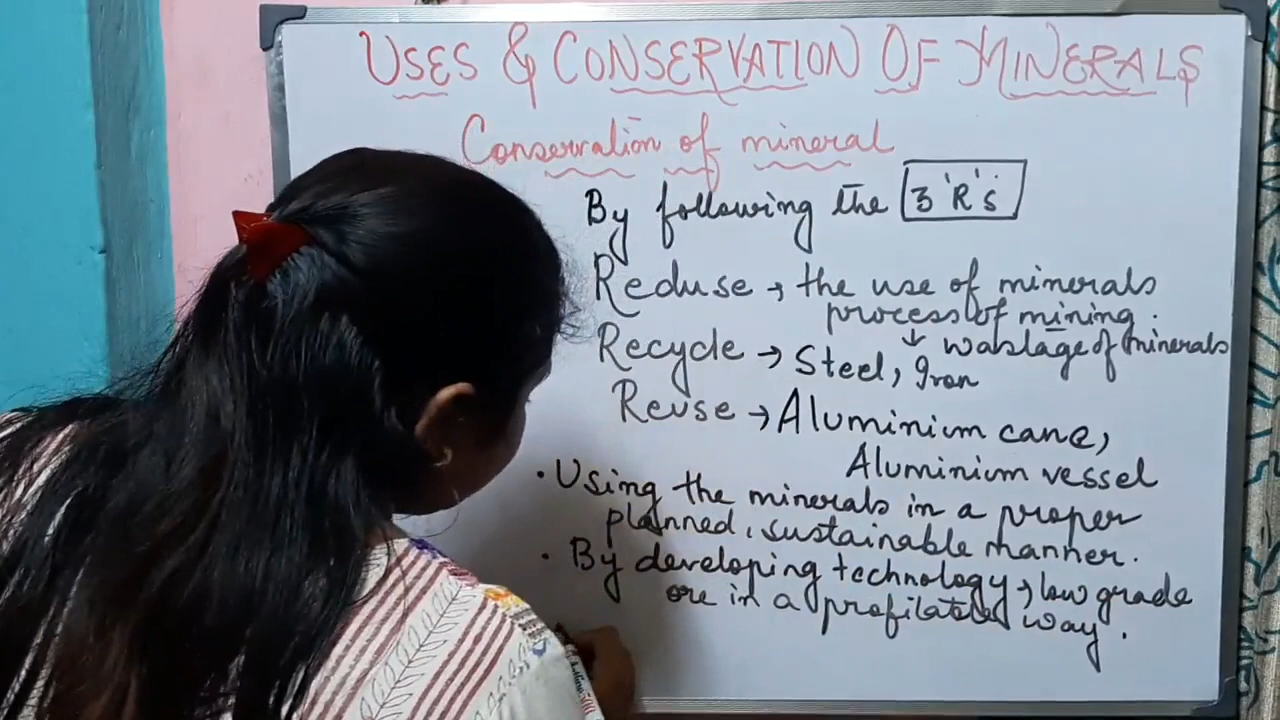 USES & CONSERVATION OF MINERALS
Conservation of mineral
By following the 3 'R's
Reduse → the use of minerals
process of mining.
↓ wastage of minerals
Recycle → Steel, Iron
Reuse → Aluminium cane,
Aluminium vessel
• Using the minerals in a proper
planned, sustainable manner.
• By developing technology → low grade
ore in a way.